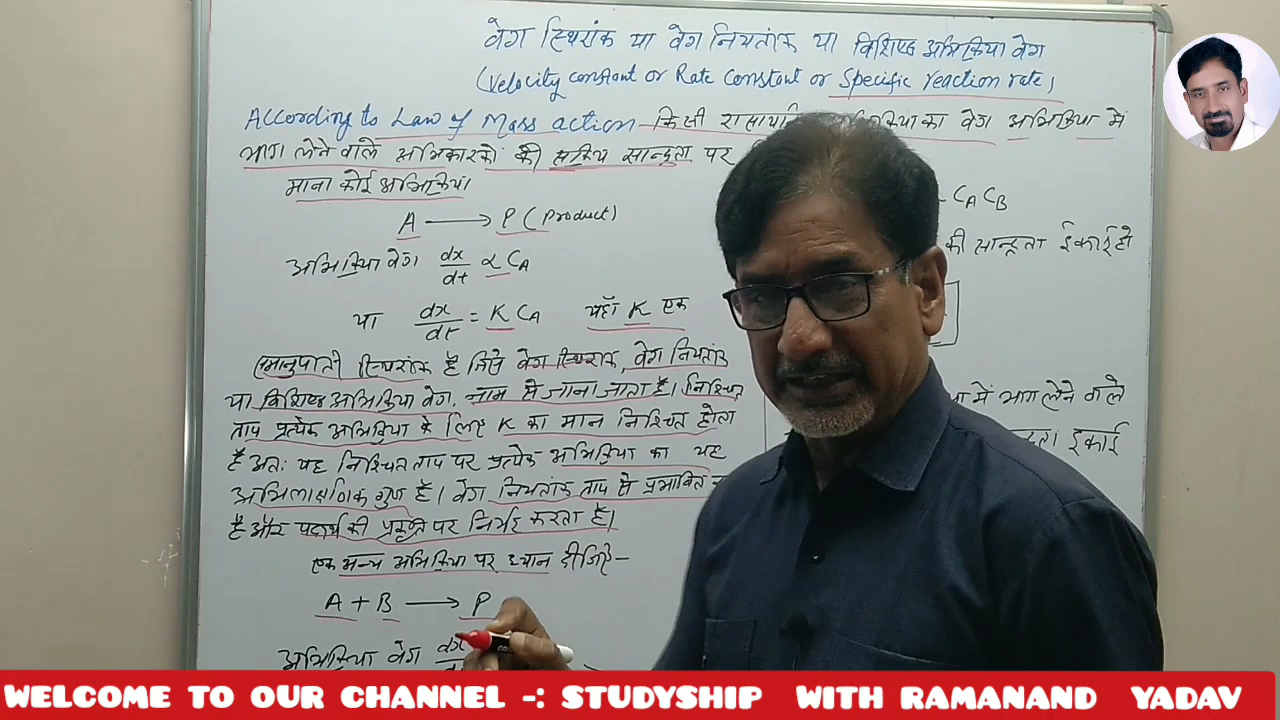 वेग स्थिरांक या वेग नियतांक या विशिष्ट अभिक्रिया वेग
(Velocity constant or Rate Constant or Specific reaction rate)
According to Law of Mass action - किसी का वेग अभिक्रिया में
भाग लेने वाले अभिकारकों की सक्रिय सान्द्रता पर
माना कोई अभिक्रिया
A → P (Product)
CA CB
अभिक्रिया वेग dx/dt ∝ CA
की सान्द्रता ईकाई हो
या dx/dt = K CA यहाँ K एक
समानुपाती स्थिरांक है जिसे वेग स्थिरांक, वेग नियतांक
या विशिष्ट अभिक्रिया वेग. नाम से जाना जाता है। निश्चित
में भाग लेने वाले
ताप प्रत्येक अभिक्रिया के लिए K का मान निश्चित होता
इकाई
है अतः यह निश्चित ताप पर प्रत्येक अभिक्रिया का यह
अभिलाक्षणिक गुण है। वेग नियतांक ताप से प्रभावित
है और पदार्थ की प्रकृति पर निर्भर करता है।
एक अन्य अभिक्रिया पर ध्यान दीजिए-
A + B → P
अभिक्रिया वेग
WELCOME TO OUR CHANNEL -: STUDYSHIP WITH RAMANAND YADAV